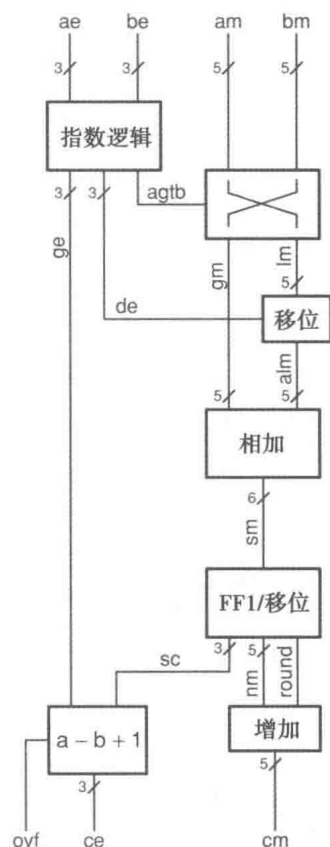 ae be am bm
3 3 5 5
指数逻辑
3 3
agtb
ge
gm
lm
5
de
移位
alm
5 5
相加
6
sm
FF1/移位
3 5
sc
nm
round
a − b + 1
增加
3
5
ovf ce cm